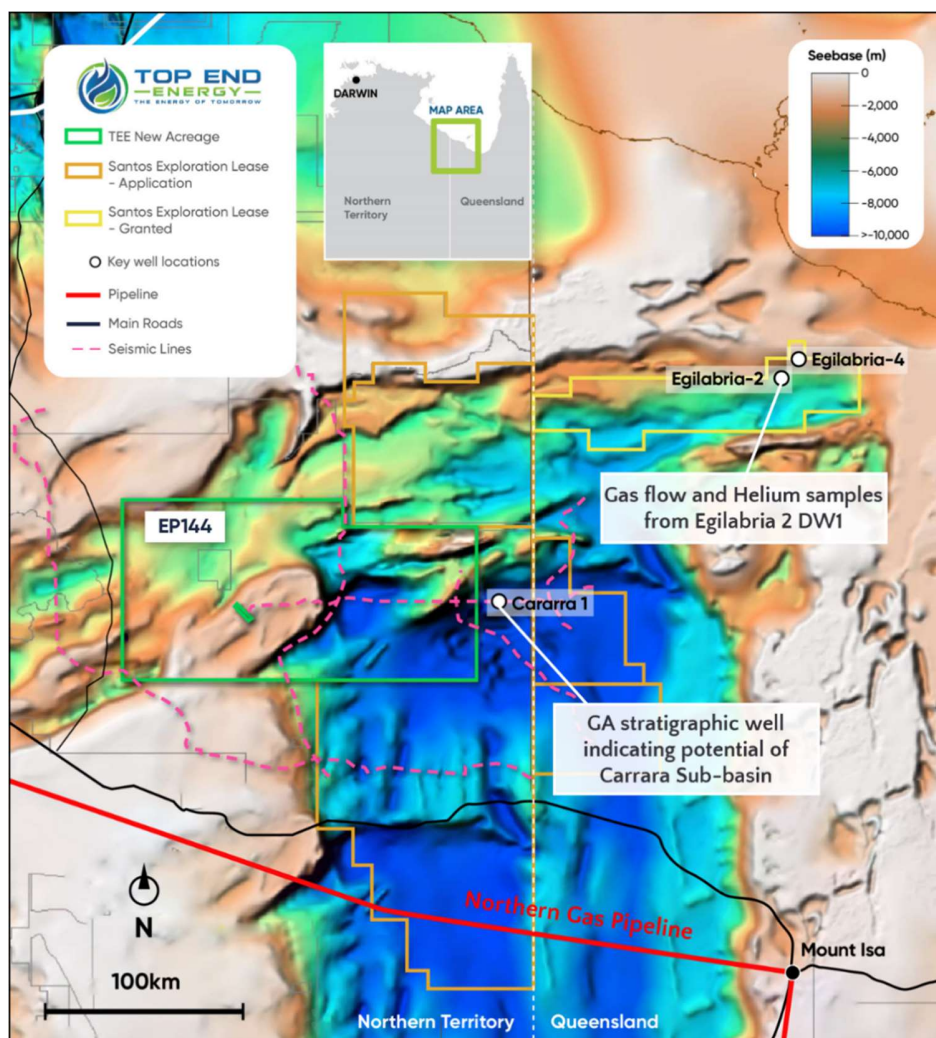 TOP END
ENERGY
THE ENERGY OF TOMORROW
TEE New Acreage
Santos Exploration Lease
- Application
Santos Exploration Lease
- Granted
Key well locations
Pipeline
Main Roads
Seismic Lines
DARWIN
MAP AREA
Northern
Territory
Queensland
Seebase (m)
0
-2,000
-4,000
-6,000
-8,000
>-10,000
Egilabria-4
Egilabria-2
Gas flow and Helium samples
from Egilabria 2 DW1
EP144
Cararra 1
GA stratigraphic well
indicating potential of
Carrara Sub-basin
N
100km
Northern Gas Pipeline
Mount Isa
Northern Territory
Queensland